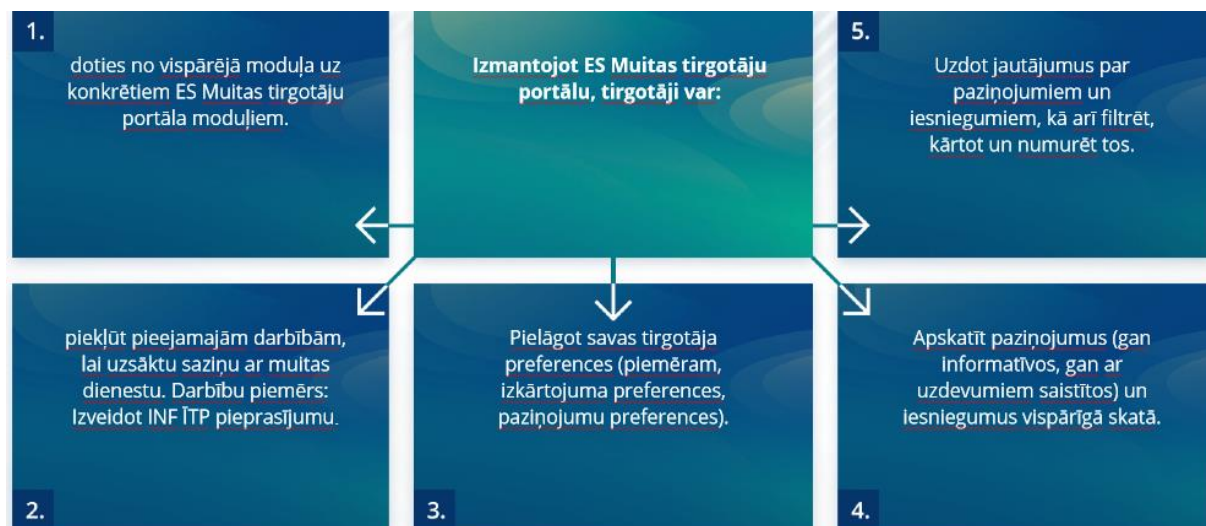 1.
doties no vispārējā moduļa uz
konkrētiem ES Muitas tirgotāju
portāla moduļiem.
Izmantojot ES Muitas tirgotāju
portālu, tirgotāji var:
5.
Uzdot jautājumus par
paziņojumiem un
iesniegumiem, kā arī filtrēt,
kārtot un numurēt tos.
piekļūt pieejamajām darbībām,
lai uzsāktu saziņu ar muitas
dienestu. Darbību piemērs:
Izveidot INF ĪTP pieprasījumu.
2.
Pielāgot savas tirgotāja
preferences (piemēram,
izkārtojuma preferences,
paziņojumu preferences).
3.
Apskatīt paziņojumus (gan
informatīvos, gan ar
uzdevumiem saistītos) un
iesniegumus vispārīgā skatā.
4.